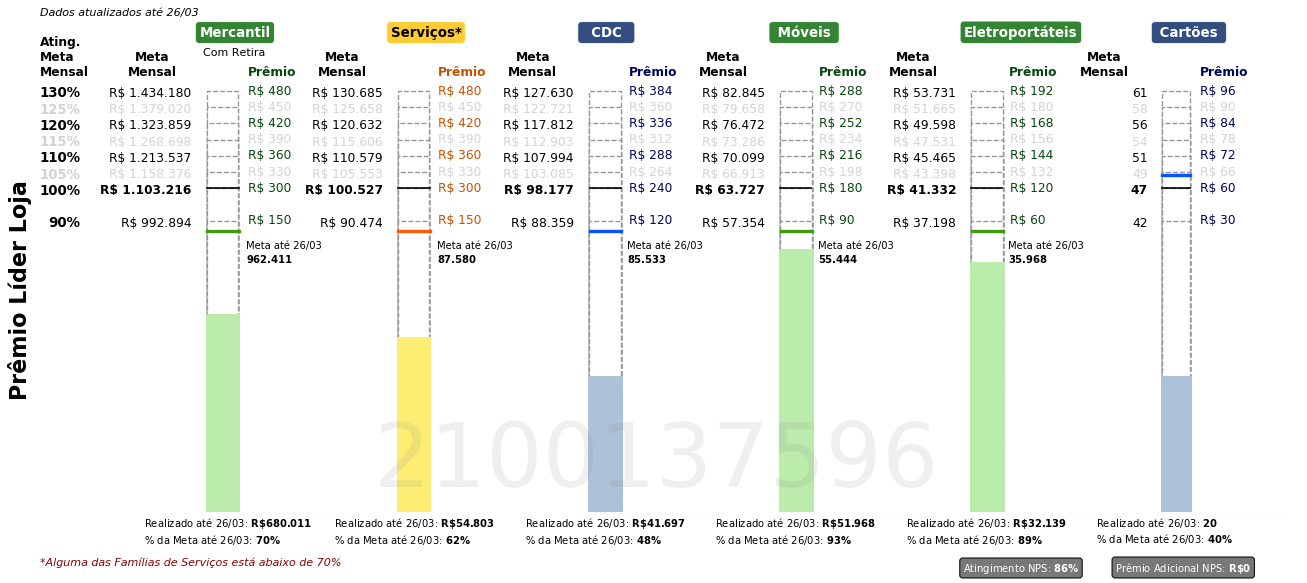 Dados atualizados até 26/03
Mercantil Serviços* CDC Móveis Eletroportáteis Cartões
Com Retira
Ating. Meta Mensal
Meta Mensal Prêmio Meta Mensal Prêmio Meta Mensal Prêmio Meta Mensal Prêmio Meta Mensal Prêmio Meta Mensal Prêmio
130% R$ 1.434.180 R$ 480 R$ 130.685 R$ 480 R$ 127.630 R$ 384 R$ 82.845 R$ 288 R$ 53.731 R$ 192 61 R$ 96
125% R$ 1.379.020 R$ 450 R$ 125.658 R$ 450 R$ 122.721 R$ 360 R$ 79.658 R$ 270 R$ 51.665 R$ 180 58 R$ 90
120% R$ 1.323.859 R$ 420 R$ 120.632 R$ 420 R$ 117.812 R$ 336 R$ 76.472 R$ 252 R$ 49.598 R$ 168 56 R$ 84
115% R$ 1.268.698 R$ 390 R$ 115.606 R$ 390 R$ 112.903 R$ 312 R$ 73.286 R$ 234 R$ 47.531 R$ 156 54 R$ 78
110% R$ 1.213.537 R$ 360 R$ 110.579 R$ 360 R$ 107.994 R$ 288 R$ 70.099 R$ 216 R$ 45.465 R$ 144 51 R$ 72
105% R$ 1.158.376 R$ 330 R$ 105.553 R$ 330 R$ 103.085 R$ 264 R$ 66.913 R$ 198 R$ 43.398 R$ 132 49 R$ 66
100% R$ 1.103.216 R$ 300 R$ 100.527 R$ 300 R$ 98.177 R$ 240 R$ 63.727 R$ 180 R$ 41.332 R$ 120 47 R$ 60
90% R$ 992.894 R$ 150 R$ 90.474 R$ 150 R$ 88.359 R$ 120 R$ 57.354 R$ 90 R$ 37.198 R$ 60 42 R$ 30
Meta até 26/03 Meta até 26/03 Meta até 26/03 Meta até 26/03 Meta até 26/03
962.411 87.580 85.533 55.444 35.968
Prêmio Líder Loja
2100137596
Realizado até 26/03: R$680.011 Realizado até 26/03: R$54.803 Realizado até 26/03: R$41.697 Realizado até 26/03: R$51.968 Realizado até 26/03: R$32.139 Realizado até 26/03: 20
% da Meta até 26/03: 70% % da Meta até 26/03: 62% % da Meta até 26/03: 48% % da Meta até 26/03: 93% % da Meta até 26/03: 89% % da Meta até 26/03: 40%
*Alguma das Famílias de Serviços está abaixo de 70%
Atingimento NPS: 86% Prêmio Adicional NPS: R$0